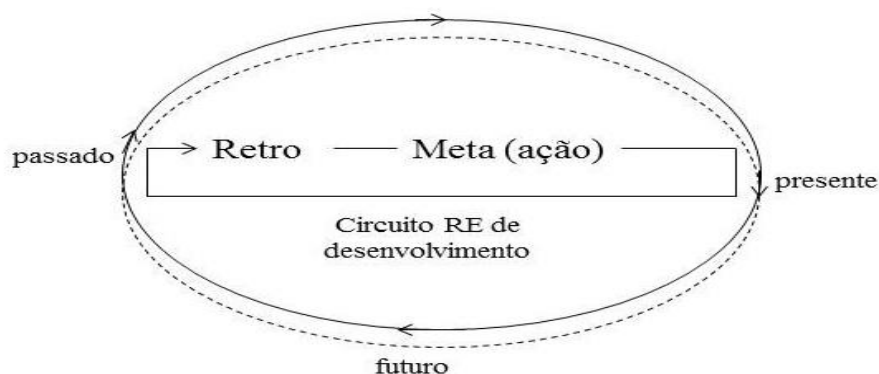 passado
Retro
Meta (ação)
presente
Circuito RE de
desenvolvimento
futuro